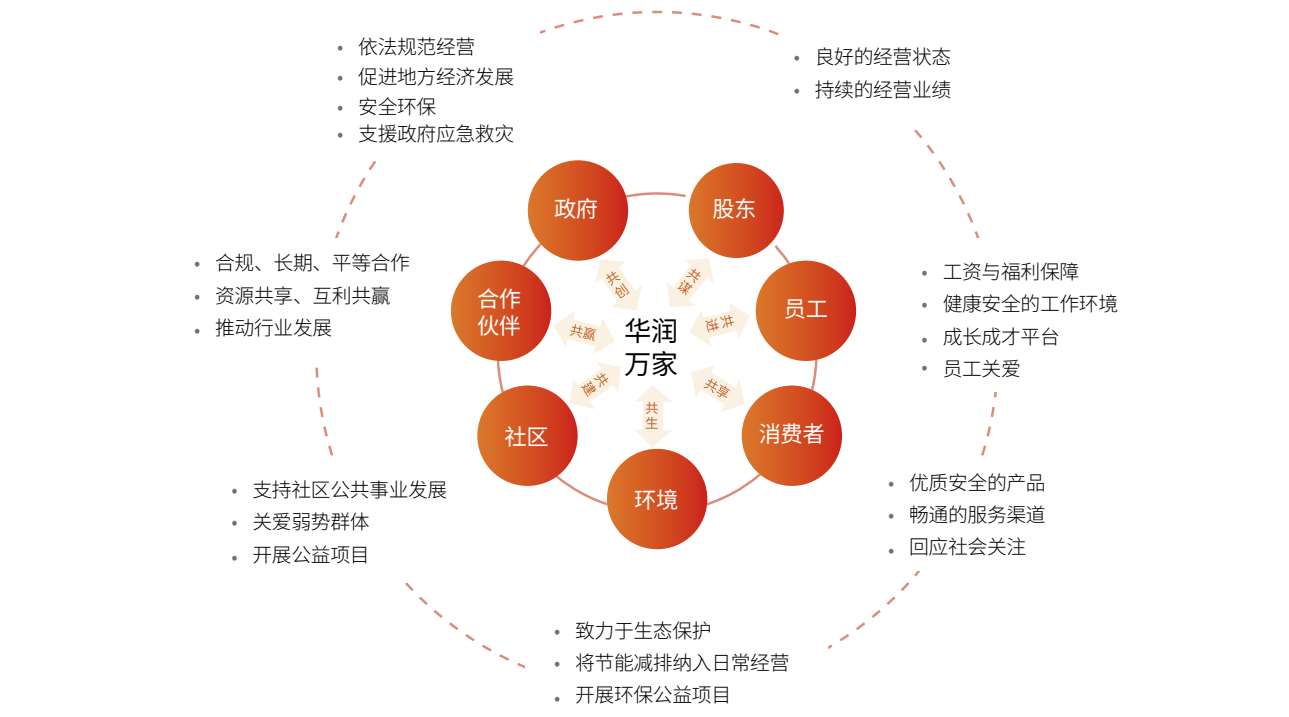 依法规范经营
促进地方经济发展
安全环保
支援政府应急救灾
良好的经营状态
持续的经营业绩
政府
股东
合规、长期、平等合作
资源共享、互利共赢
推动行业发展
合作
伙伴
员工
工资与福利保障
健康安全的工作环境
成长成才平台
员工关爱
共创
共谋
共赢
共进
华润
万家
共建
共享
共生
社区
消费者
环境
支持社区公共事业发展
关爱弱势群体
开展公益项目
优质安全的产品
畅通的服务渠道
回应社会关注
致力于生态保护
将节能减排纳入日常经营
开展环保公益项目